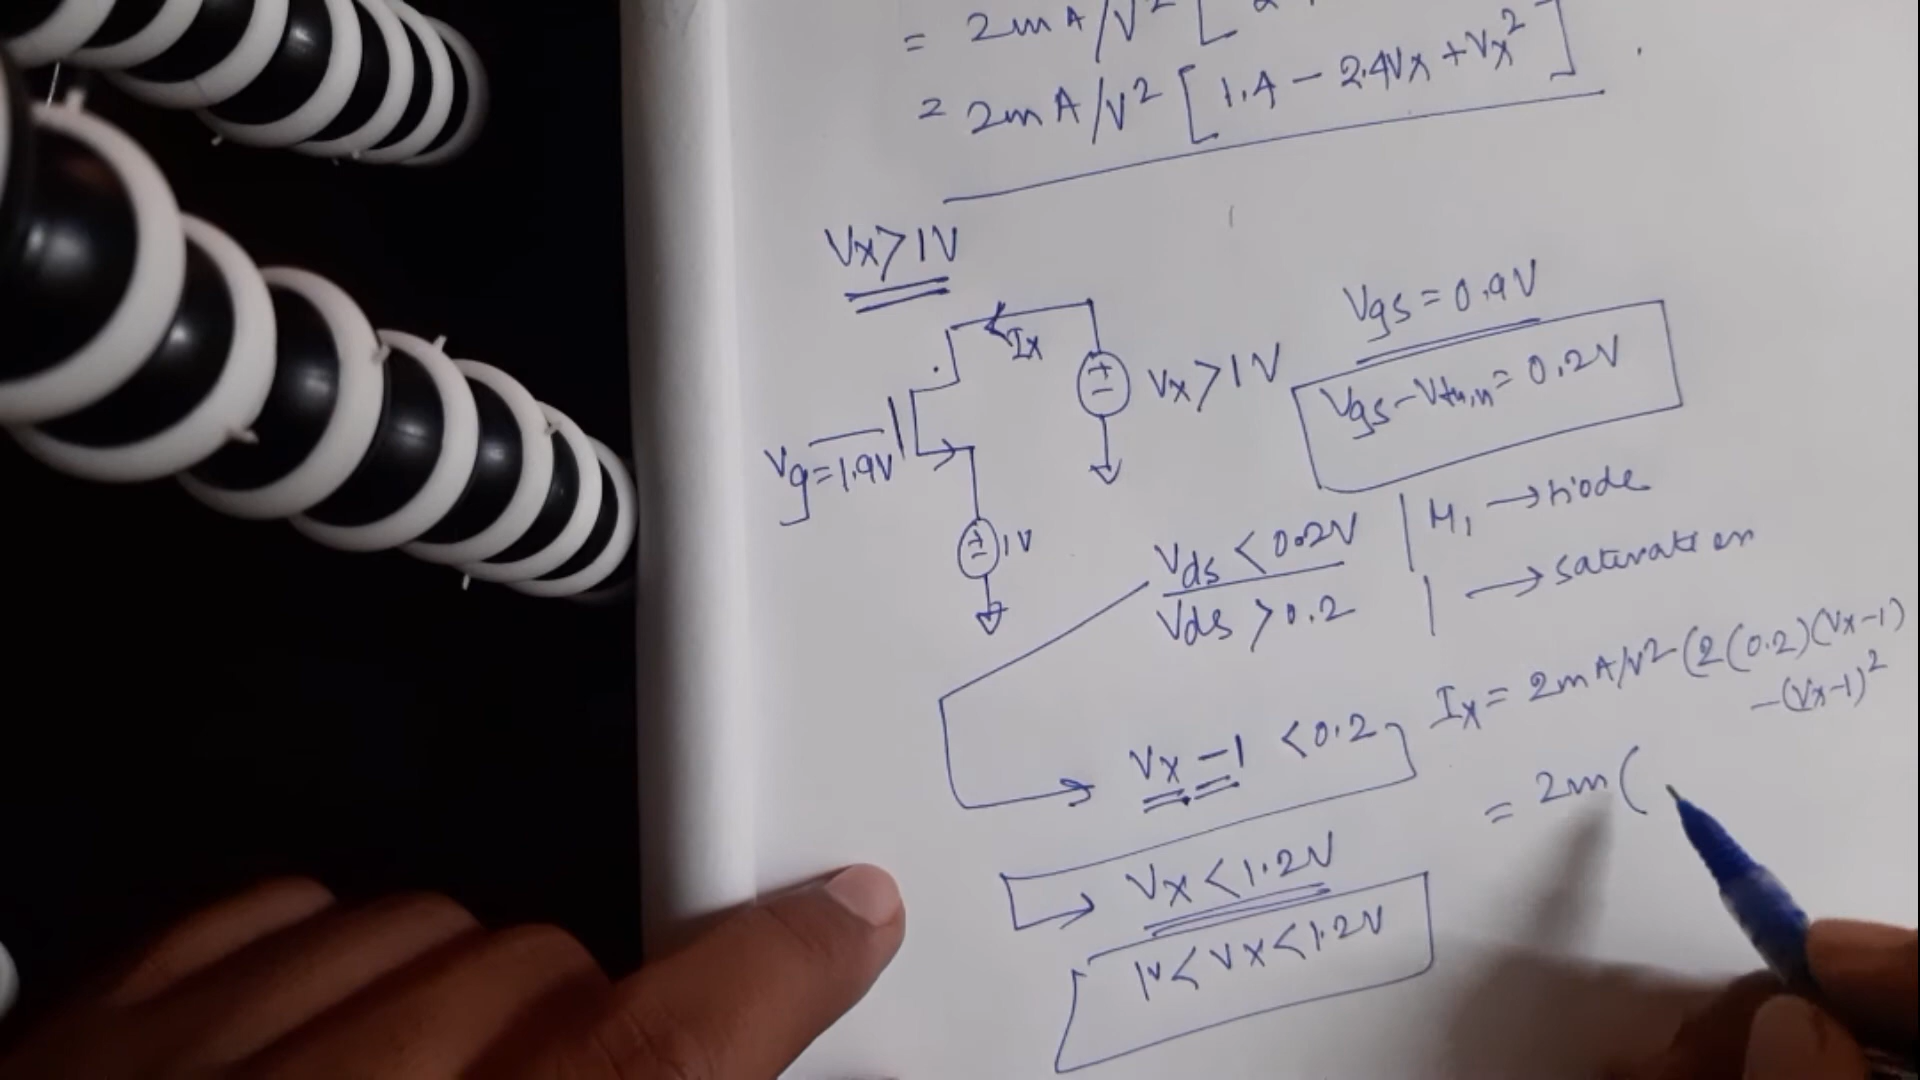 = 2mA/V² [
= 2mA/V² [1.4 - 2.4Vx + Vx²]
Vx>1V
Ix
Vx>1V
Vg=1.9V
1V
Vgs = 0.9V
Vgs-Vth,n = 0.2V
Vds < 0.2V
Vds > 0.2
M₁ →
→ saturation
Vx - 1 < 0.2
Vx < 1.2V
1V < Vx < 1.2V
Ix = 2mA/V² (2(0.2)(Vx-1)
-(Vx-1)²
= 2m(